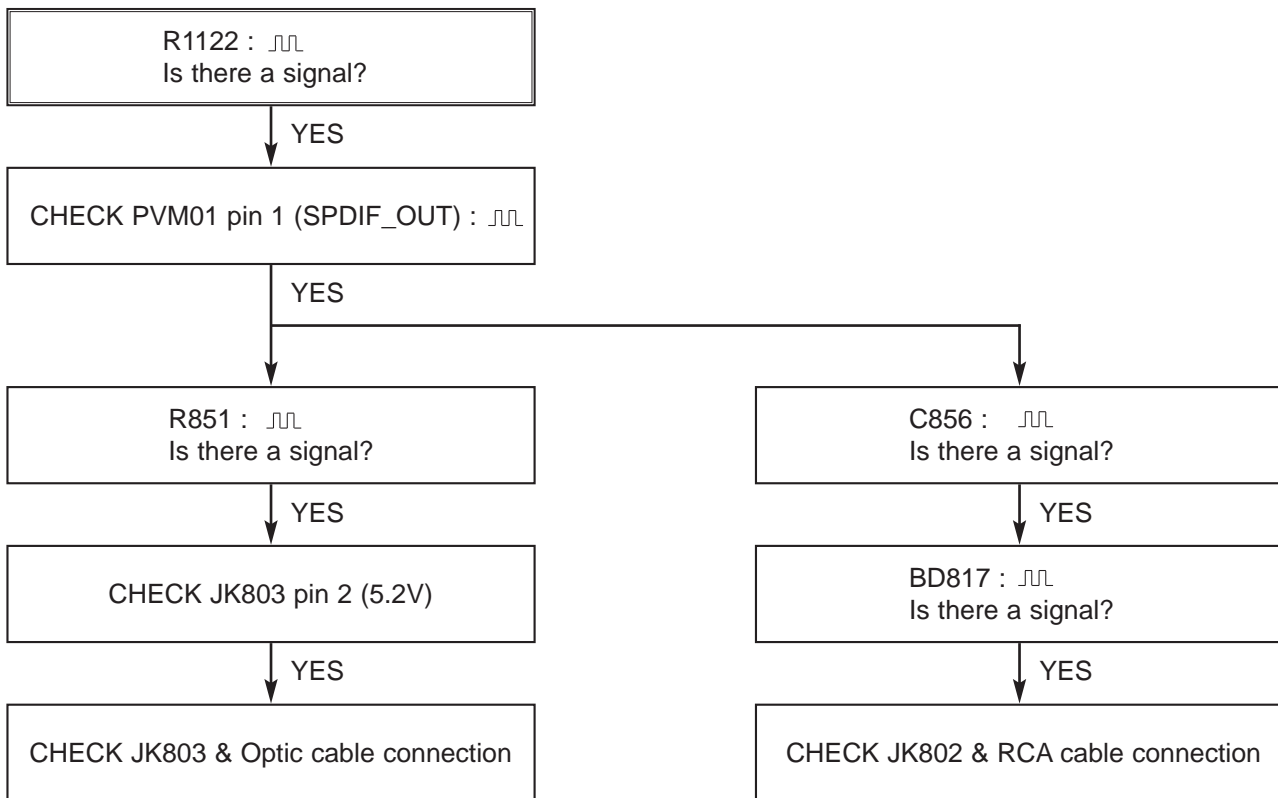 R1122 :
Is there a signal?
YES
CHECK PVM01 pin 1 (SPDIF_OUT) :
YES
R851 :
Is there a signal?
YES
CHECK JK803 pin 2 (5.2V)
YES
CHECK JK803 & Optic cable connection
C856 :
Is there a signal?
YES
BD817 :
Is there a signal?
YES
CHECK JK802 & RCA cable connection